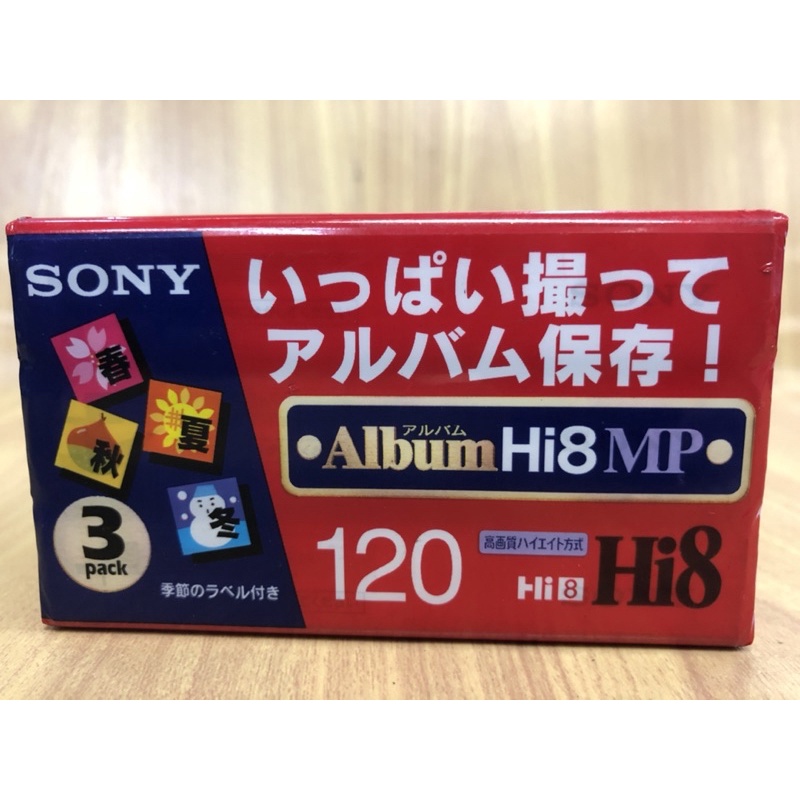 SONY
いっぱい撮って
アルバム保存！
春
夏
秋
冬
アルバム
Album Hi8 MP
3
pack
季節のラベル付き
120
高画質ハイエイト方式
Hi8
Hi8